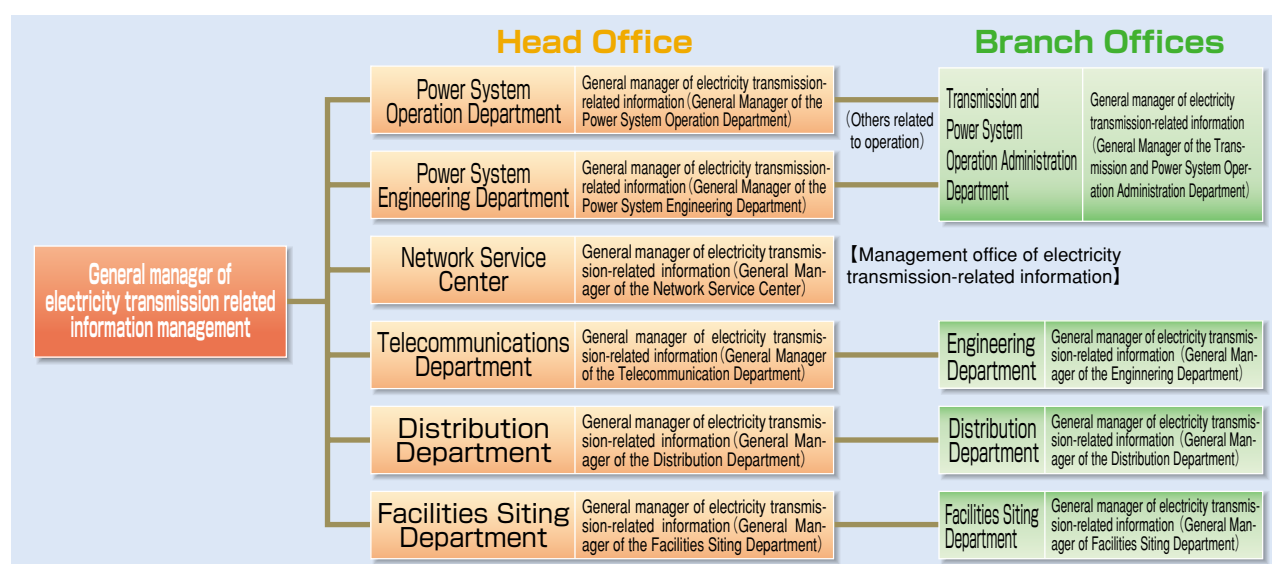 Head Office
Branch Offices
General manager of
electricity transmission related
information management
Power System
Operation Department
General manager of electricity transmission-
related information (General Manager of the
Power System Operation Department)
(Others related
to operation)
Transmission and
Power System
Operation Administration
Department
General manager of electricity
transmission-related information
(General Manager of the Trans-
mission and Power System Oper-
ation Administration Department)
Power System
Engineering Department
General manager of electricity transmission-
related information (General Manager of the
Power System Engineering Department)
Network Service
Center
General manager of electricity transmis-
sion-related information (General Man-
ager of the Network Service Center)
【Management office of electricity
transmission-related information】
Telecommunications
Department
General manager of electricity transmis-
sion-related information (General Manager
of the Telecommunication Department)
Engineering
Department
General manager of electricity transmis-
sion-related information (General Man-
ager of the Enginnering Department)
Distribution
Department
General manager of electricity transmis-
sion-related information (General Man-
ager of the Distribution Department)
Distribution
Department
General manager of electricity transmis-
sion-related information (General Man-
ager of the Distribution Department)
Facilities Siting
Department
General manager of electricity transmis-
sion-related information (General Man-
ager of the Facilities Siting Department)
Facilities Siting
Department
General manager of electricity transmis-
sion-related information (General Man-
ager of Facilities Siting Department)